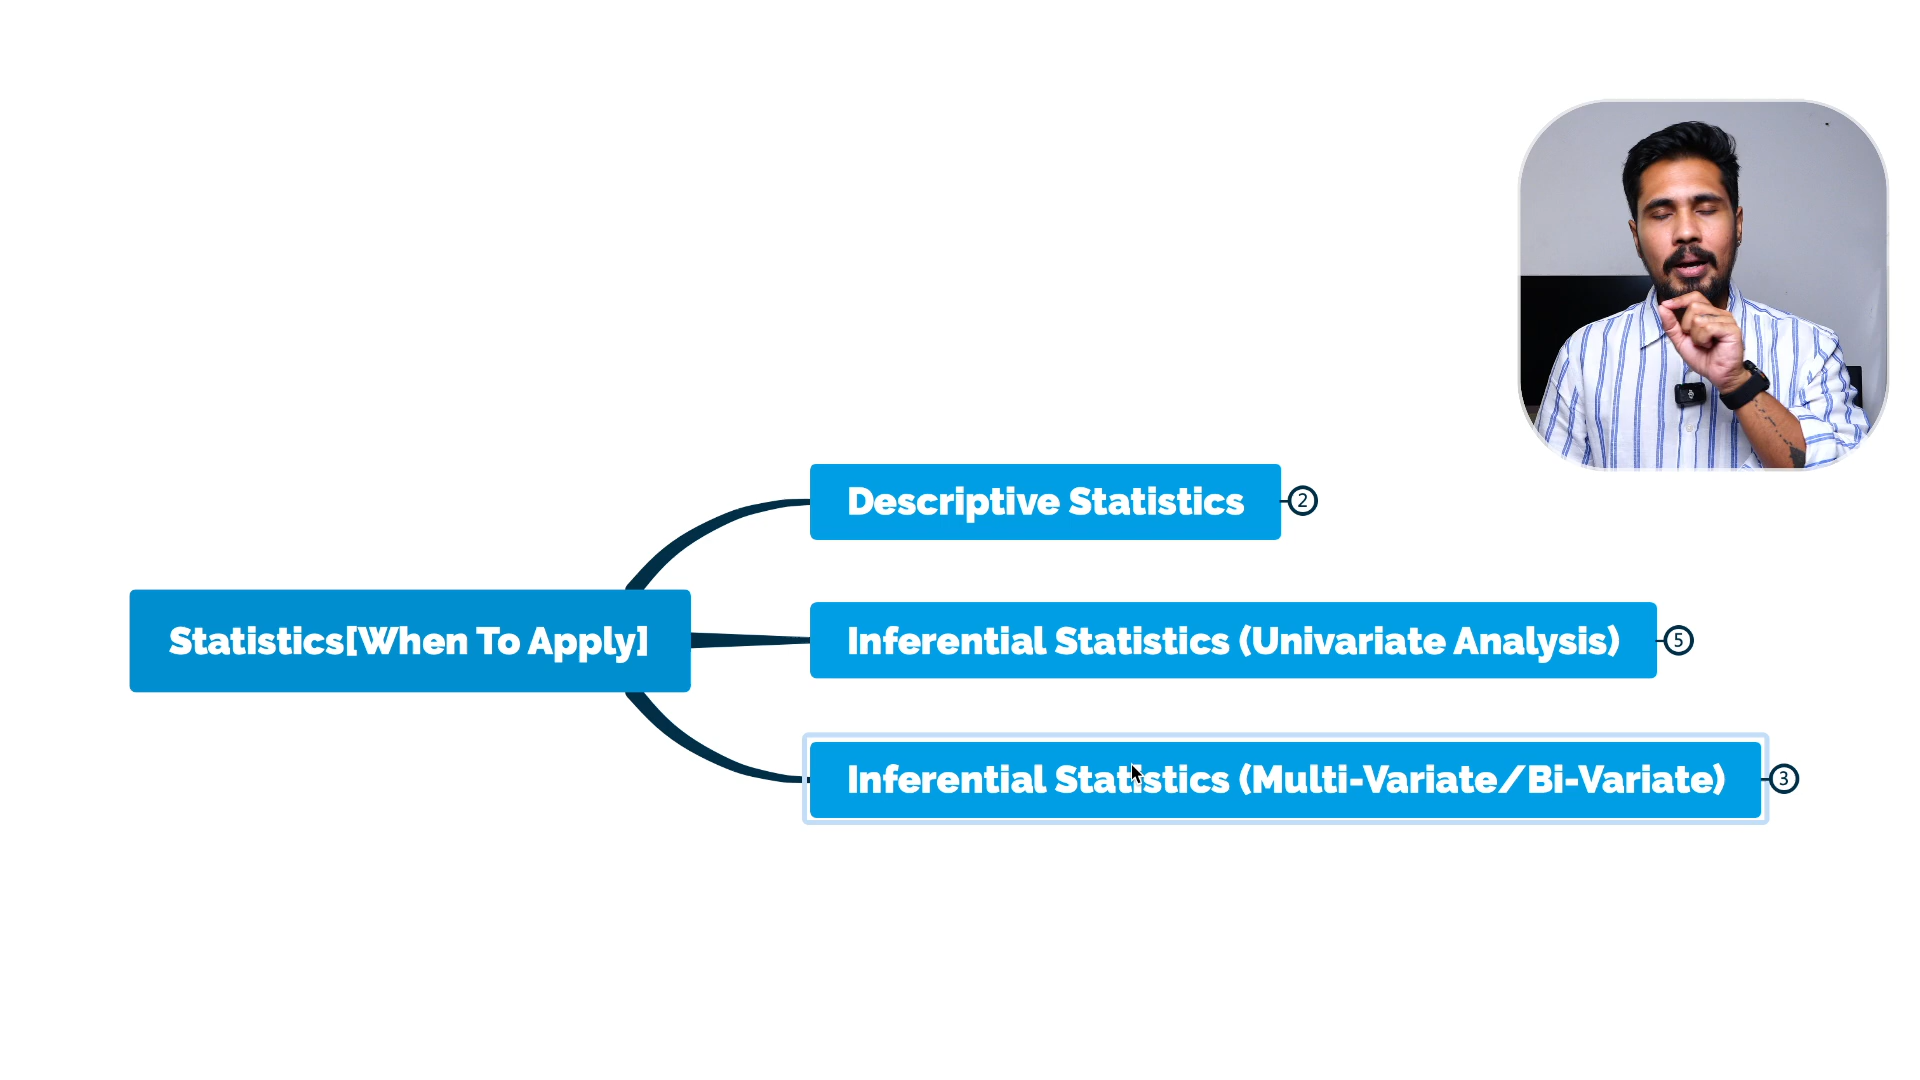 Descriptive Statistics
2
Statistics[When To Apply]
Inferential Statistics (Univariate Analysis)
5
Inferential Statistics (Multi-Variate/Bi-Variate)
3